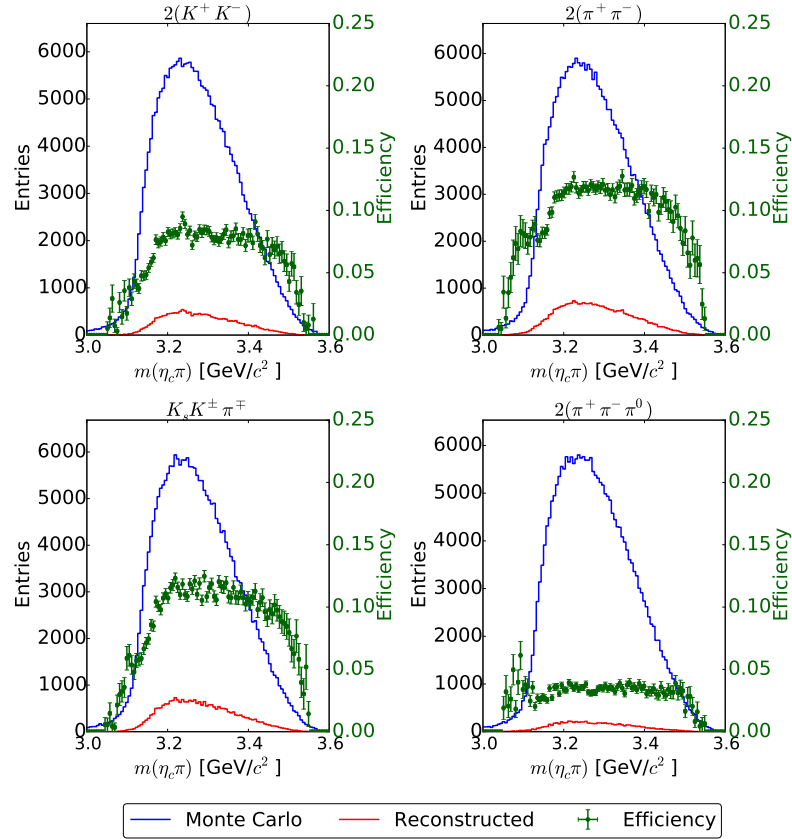 2(K⁺K⁻)
6000
5000
4000
3000
2000
1000
0
Entries
0.25
0.20
0.15
0.10
0.05
0.00
Efficiency
3.0 3.2 3.4 3.6
m(η_cπ) [GeV/c²]
2(π⁺π⁻)
6000
5000
4000
3000
2000
1000
0
Entries
0.25
0.20
0.15
0.10
0.05
0.00
Efficiency
3.0 3.2 3.4 3.6
m(η_cπ) [GeV/c²]
K_sK^±π^∓
6000
5000
4000
3000
2000
1000
0
Entries
0.25
0.20
0.15
0.10
0.05
0.00
Efficiency
3.0 3.2 3.4 3.6
m(η_cπ) [GeV/c²]
2(π⁺π⁻π⁰)
6000
5000
4000
3000
2000
1000
0
Entries
0.25
0.20
0.15
0.10
0.05
0.00
Efficiency
3.0 3.2 3.4 3.6
m(η_cπ) [GeV/c²]
Monte Carlo Reconstructed Efficiency